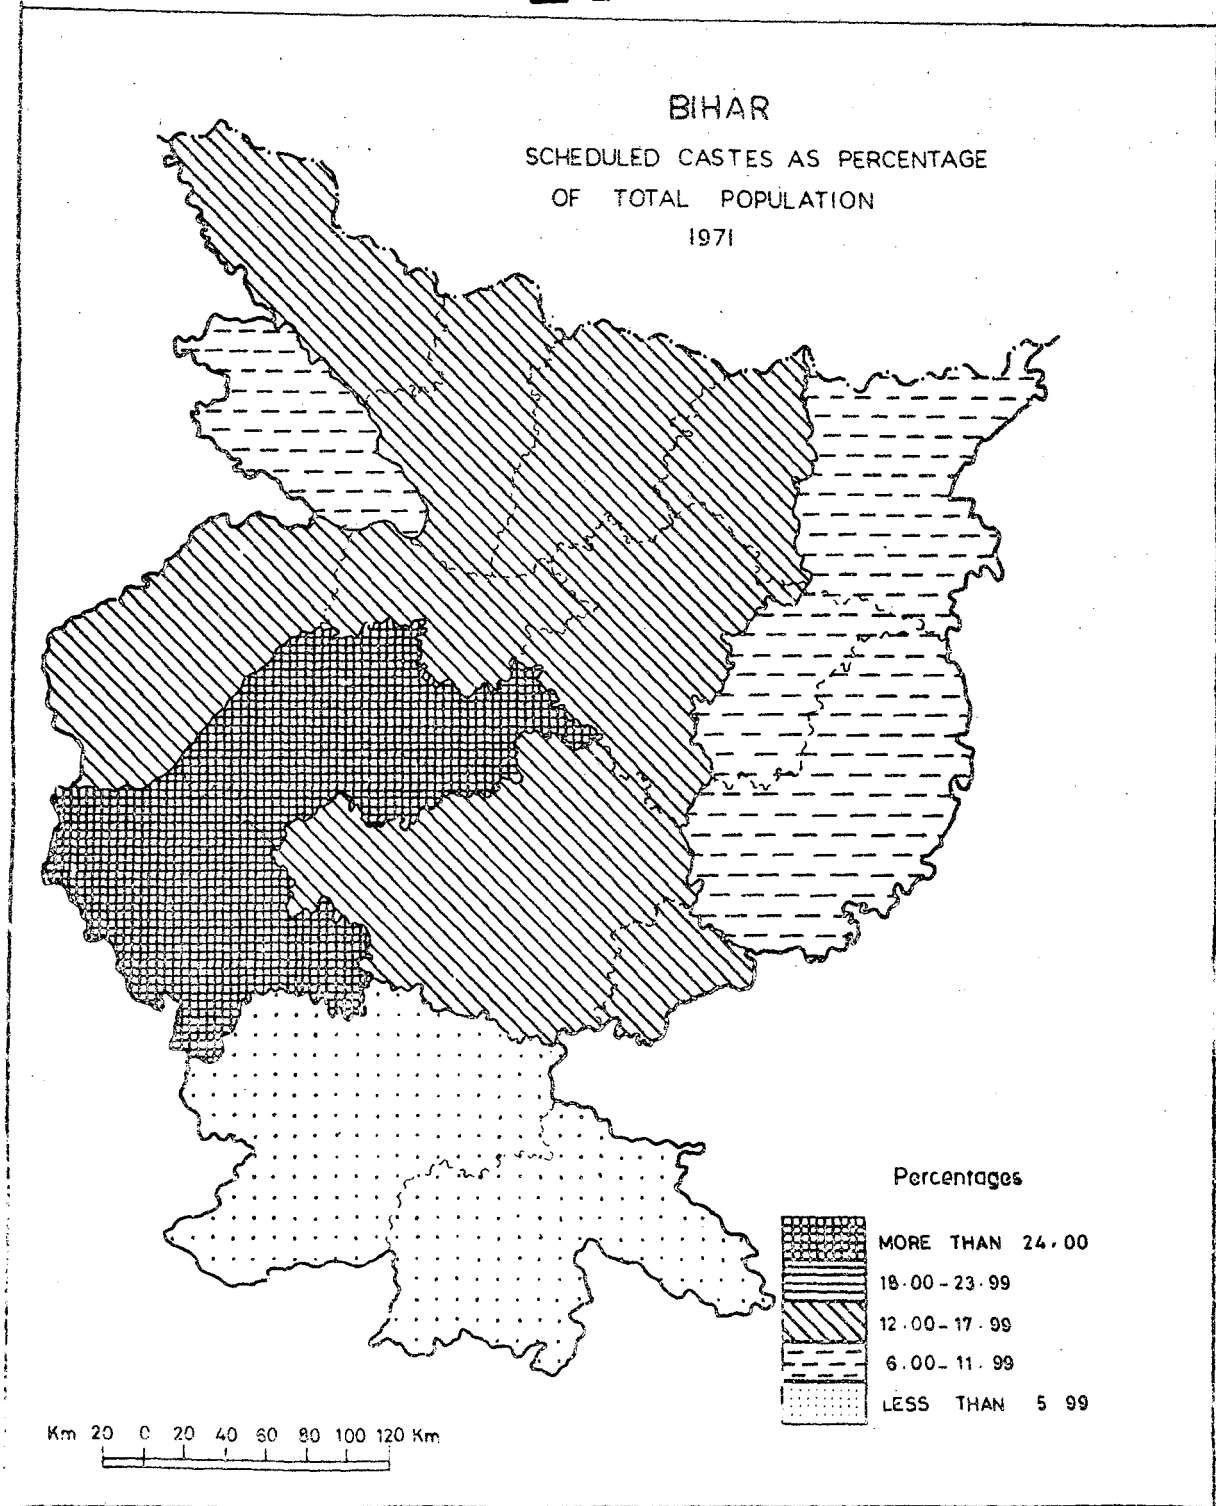 BIHAR
SCHEDULED CASTES AS PERCENTAGE
OF TOTAL POPULATION
1971
Percentages
MORE THAN 24.00
18.00-23.99
12.00-17.99
6.00-11.99
LESS THAN 5 99
Km 20 0 20 40 60 80 100 120 Km